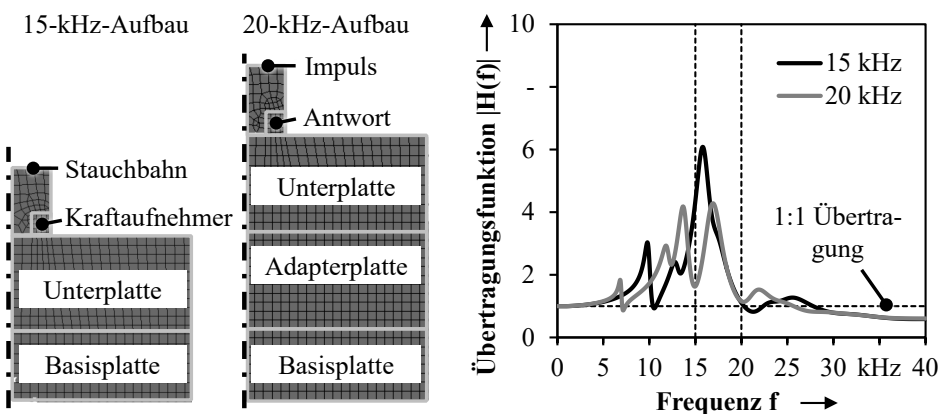 15-kHz-Aufbau
Stauchbahn
Kraftaufnehmer
Unterplatte
Basisplatte
20-kHz-Aufbau
Impuls
Antwort
Unterplatte
Adapterplatte
Basisplatte
Übertragungsfunktion |H(f)|
10
-
6
4
2
0
15 kHz
20 kHz
1:1 Übertra-
gung
0 5 10 15 20 25 30 kHz 40
Frequenz f